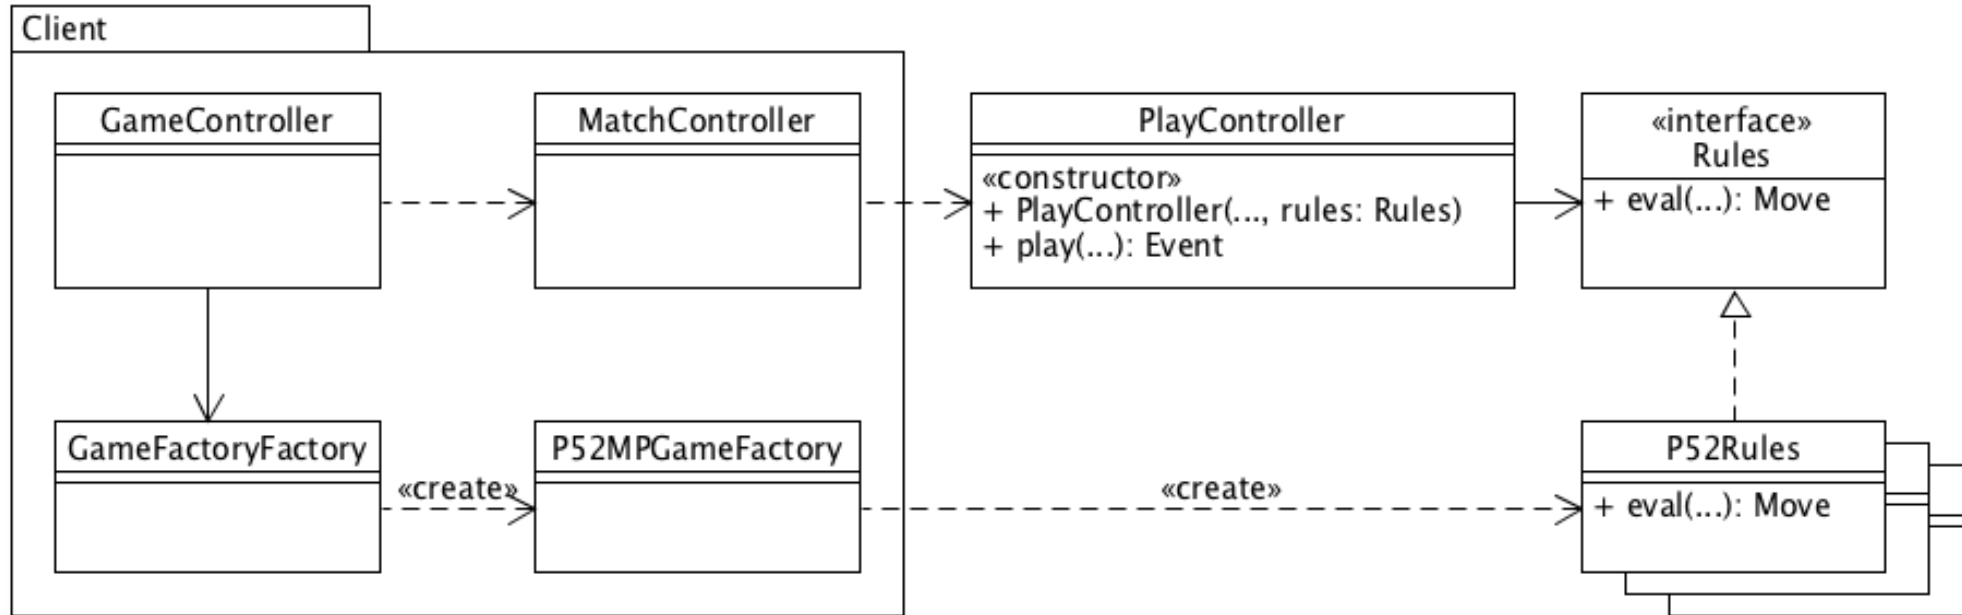 Client
GameController
MatchController
PlayController
«constructor»
+ PlayController(..., rules: Rules)
+ play(...): Event
«interface»
Rules
+ eval(...): Move
GameFactoryFactory
«create»
P52MPGameFactory
«create»
P52Rules
+ eval(...): Move